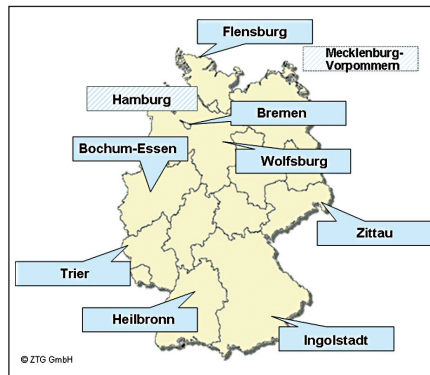 Flensburg
Mecklenburg-
Vorpommern
Hamburg
Bremen
Bochum-Essen
Wolfsburg
Zittau
Trier
Heilbronn
Ingolstadt
© ZTG GmbH